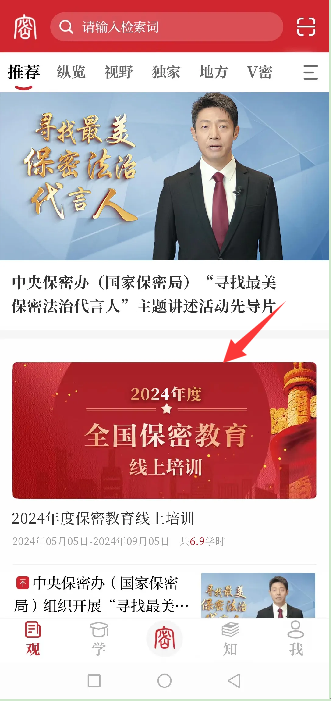 密
请输入检索词
推荐 纵览 视野 独家 地方 V密
寻找最美
保密法治
代言人
中央保密办（国家保密局）“寻找最美
保密法治代言人”主题讲述活动先导片
2024年度
全国保密教育
线上培训
2024年度保密教育线上培训
2024年05月05日-2024年09月05日 共6.9学时
中央保密办（国家保密
局）组织开展“寻找最美…
寻找最美
保密法治
观 学 密 知 我